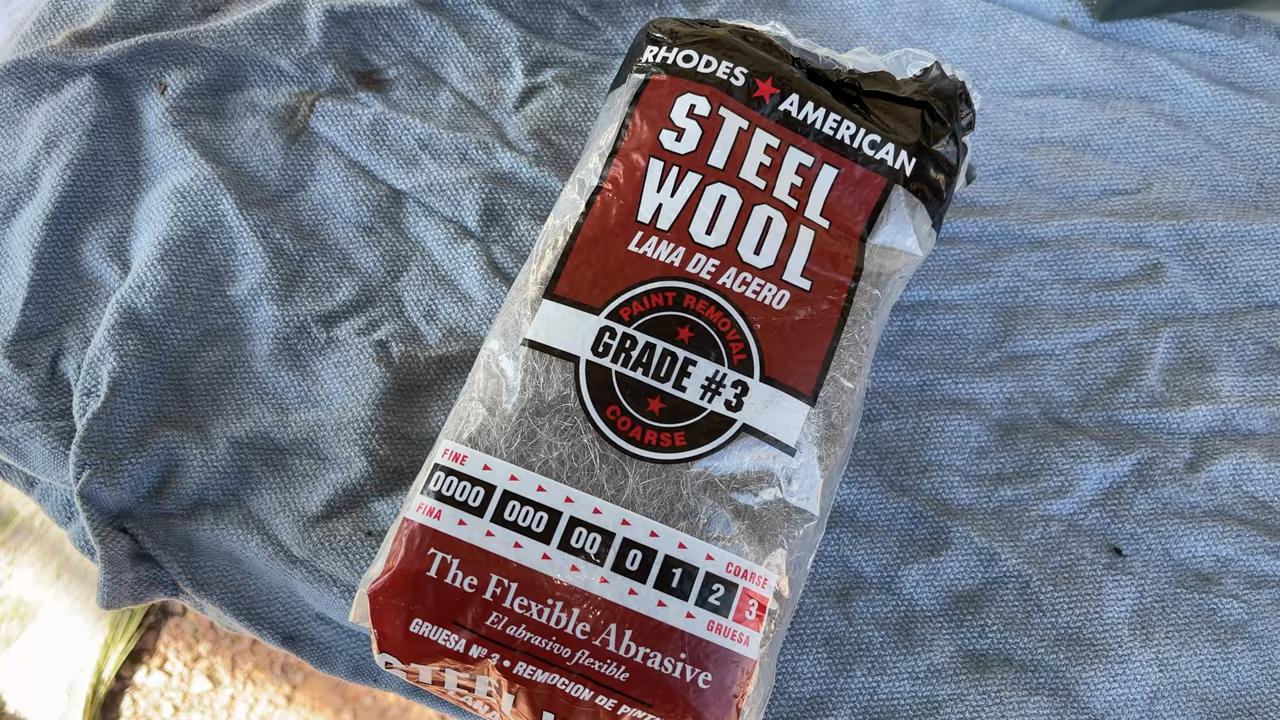 RHODES ★ AMERICAN
STEEL
WOOL
LANA DE ACERO
PAINT REMOVAL
GRADE #3
COARSE
FINE
0000 000 00 0 1 2 3
COARSE
FINA
GRUESA
The Flexible Abrasive
El abrasivo flexible
GRUESA Nº 3 • REMOCION DE
STEEL